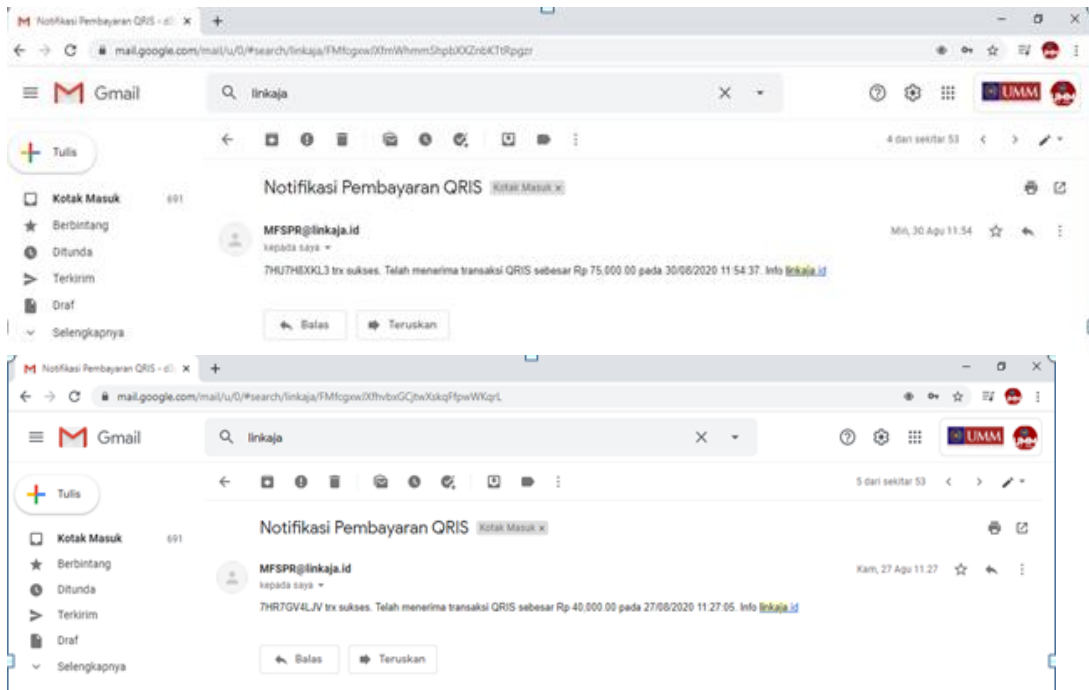 Notifikasi Pembayaran QRIS - d
mail.google.com/mail/u/0/#search/linkaja/
Gmail
linkaja
UMM
Tulis
4 dari sekitar 53
Notifikasi Pembayaran QRIS Kotak Masuk x
Kotak Masuk 691
Berbintang
MFSPR@linkaja.id
Min, 30 Agu 11.54
kepada saya
Ditunda
7HU7H8XKL3 trx sukses. Telah menerima transaksi QRIS sebesar Rp 75,000.00 pada 30/08/2020 11:54:37. Info linkaja.id
Terkirim
Draf
Balas
Teruskan
Selengkapnya
Notifikasi Pembayaran QRIS - d
mail.google.com/mail/u/0/#search/linkaja/
Gmail
linkaja
UMM
Tulis
5 dari sekitar 53
Notifikasi Pembayaran QRIS Kotak Masuk x
Kotak Masuk 691
Berbintang
MFSPR@linkaja.id
Kam, 27 Agu 11.27
kepada saya
Ditunda
7HR7GV4LJV trx sukses. Telah menerima transaksi QRIS sebesar Rp 40,000.00 pada 27/08/2020 11:27:05. Info linkaja.id
Terkirim
Draf
Balas
Teruskan
Selengkapnya